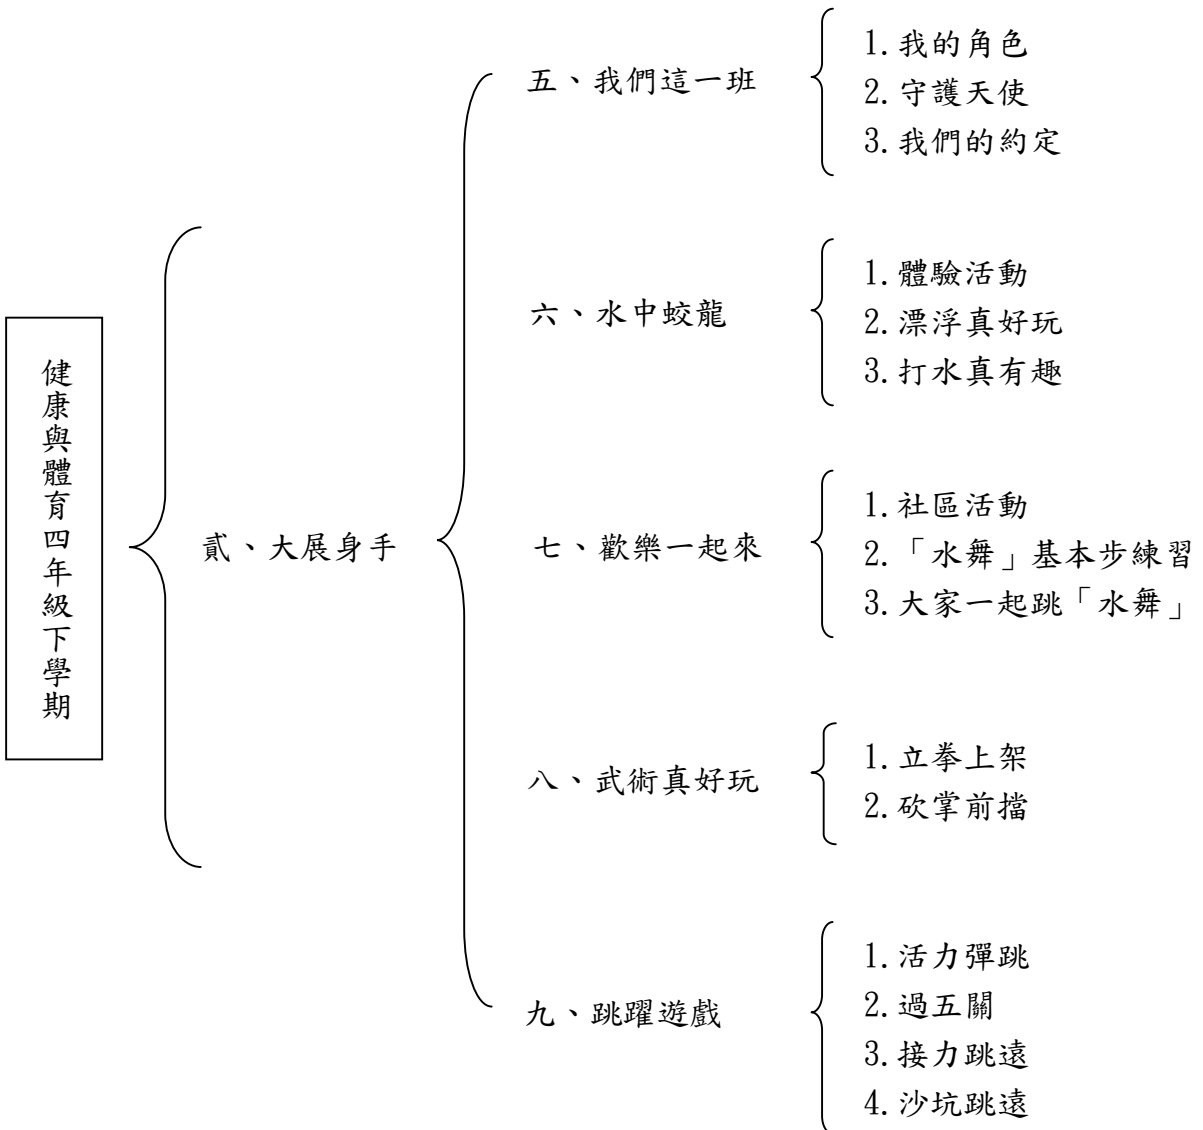 健康與體育四年級下學期
貳、大展身手
五、我們這一班
1.我的角色
2.守護天使
3.我們的約定
六、水中蛟龍
1.體驗活動
2.漂浮真好玩
3.打水真有趣
七、歡樂一起來
1.社區活動
2.「水舞」基本步練習
3.大家一起跳「水舞」
八、武術真好玩
1.立拳上架
2.砍掌前擋
九、跳躍遊戲
1.活力彈跳
2.過五關
3.接力跳遠
4.沙坑跳遠